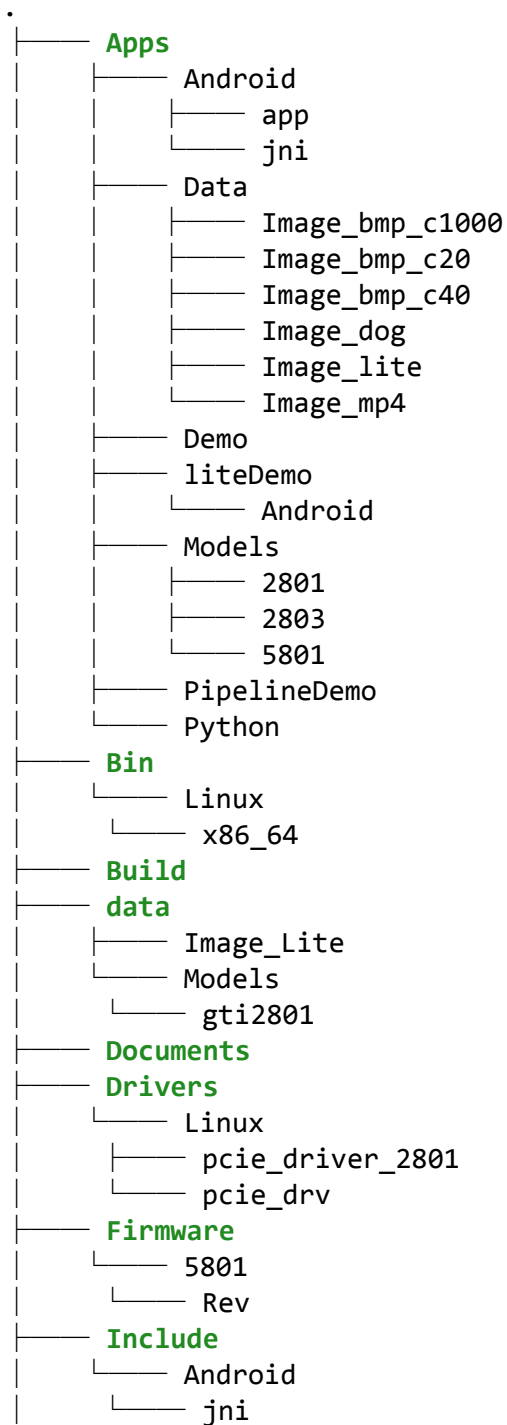 .
Apps
Android
app
jni
Data
Image_bmp_c1000
Image_bmp_c20
Image_bmp_c40
Image_dog
Image_lite
Image_mp4
Demo
liteDemo
Android
Models
2801
2803
5801
PipelineDemo
Python
Bin
Linux
x86_64
Build
data
Image_Lite
Models
gti2801
Documents
Drivers
Linux
pcie_driver_2801
pcie_drv
Firmware
5801
Rev
Include
Android
jni